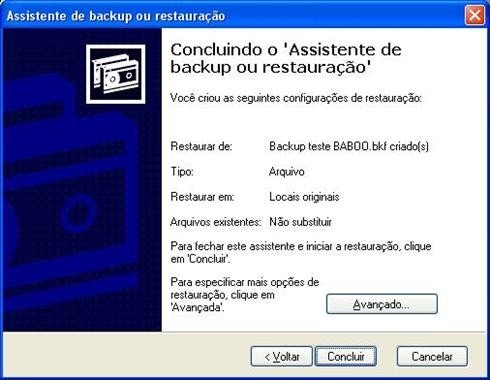 Assistente de backup ou restauração
Concluindo o 'Assistente de
backup ou restauração'
Você criou as seguintes configurações de restauração:
Restaurar de: Backup teste BABOO.bkf criado(s)
Tipo: Arquivo
Restaurar em: Locais originais
Arquivos existentes: Não substituir
Para fechar este assistente e iniciar a restauração, clique
em 'Concluir'.
Para especificar mais opções de
restauração, clique em
'Avançada'.
Avançado...
< Voltar Concluir Cancelar